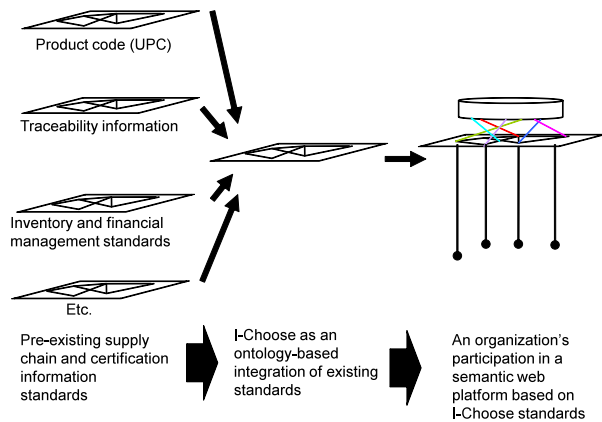 Product code (UPC)
Traceability information
Inventory and financial
management standards
Etc.
Pre-existing supply
chain and certification
information
standards
I-Choose as an
ontology-based
integration of existing
standards
An organization's
participation in a
semantic web
platform based on
I-Choose standards